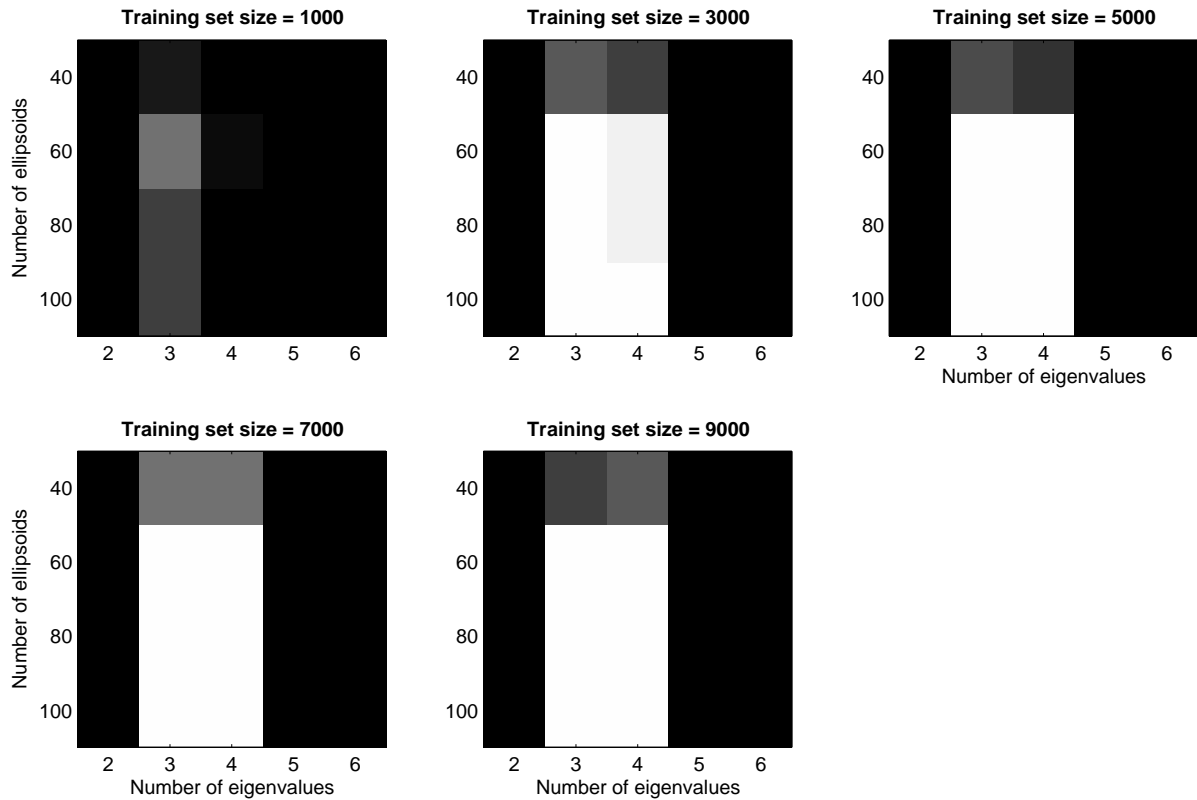 Training set size = 1000
Number of ellipsoids
40
60
80
100
2 3 4 5 6
Training set size = 3000
40
60
80
100
2 3 4 5 6
Training set size = 5000
40
60
80
100
2 3 4 5 6
Number of eigenvalues
Training set size = 7000
Number of ellipsoids
40
60
80
100
2 3 4 5 6
Number of eigenvalues
Training set size = 9000
40
60
80
100
2 3 4 5 6
Number of eigenvalues